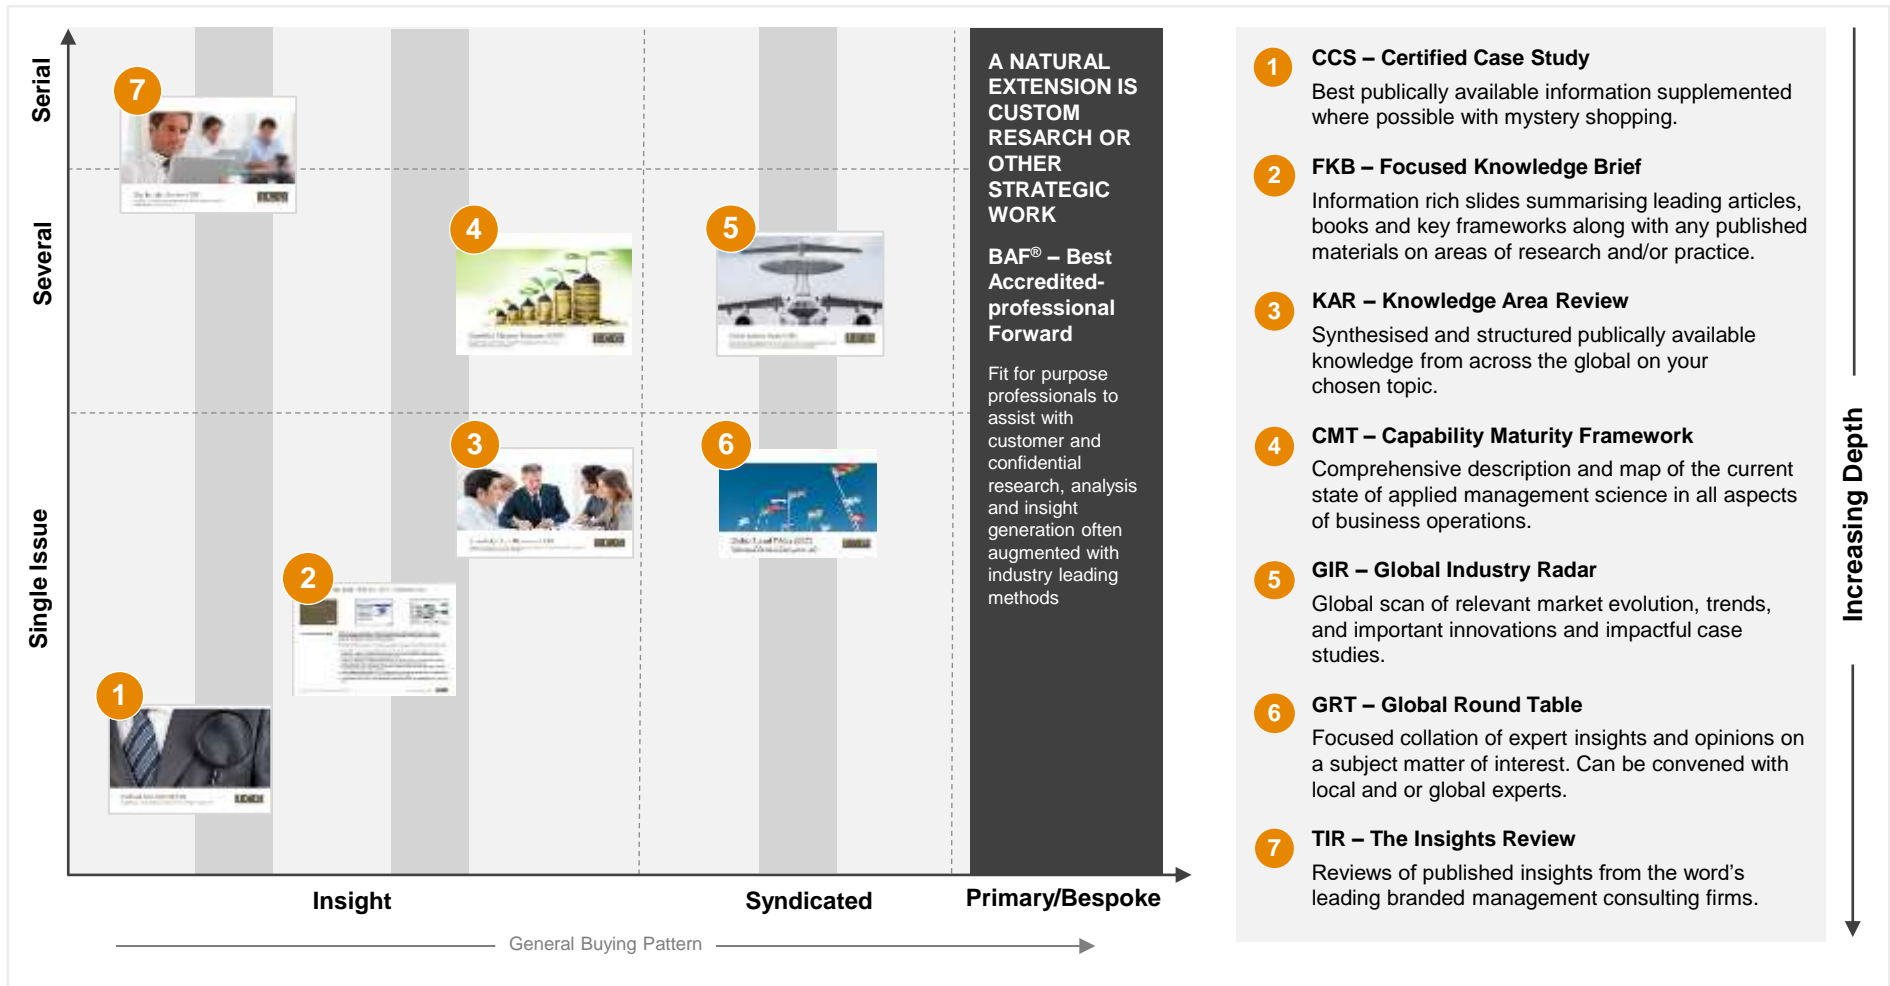 Serial
Several
Single Issue
7
4
5
3
6
2
1
A NATURAL
EXTENSION IS
CUSTOM
RESARCH OR
OTHER
STRATEGIC
WORK
BAF® – Best
Accredited-
professional
Forward
Fit for purpose
professionals to
assist with
customer and
confidential
research, analysis
and insight
generation often
augmented with
industry leading
methods
Insight
Syndicated
Primary/Bespoke
General Buying Pattern
1
CCS – Certified Case Study
Best publically available information supplemented
where possible with mystery shopping.
2
FKB – Focused Knowledge Brief
Information rich slides summarising leading articles,
books and key frameworks along with any published
materials on areas of research and/or practice.
3
KAR – Knowledge Area Review
Synthesised and structured publically available
knowledge from across the global on your
chosen topic.
4
CMT – Capability Maturity Framework
Comprehensive description and map of the current
state of applied management science in all aspects
of business operations.
5
GIR – Global Industry Radar
Global scan of relevant market evolution, trends,
and important innovations and impactful case
studies.
6
GRT – Global Round Table
Focused collation of expert insights and opinions on
a subject matter of interest. Can be convened with
local and or global experts.
7
TIR – The Insights Review
Reviews of published insights from the word's
leading branded management consulting firms.
Increasing Depth